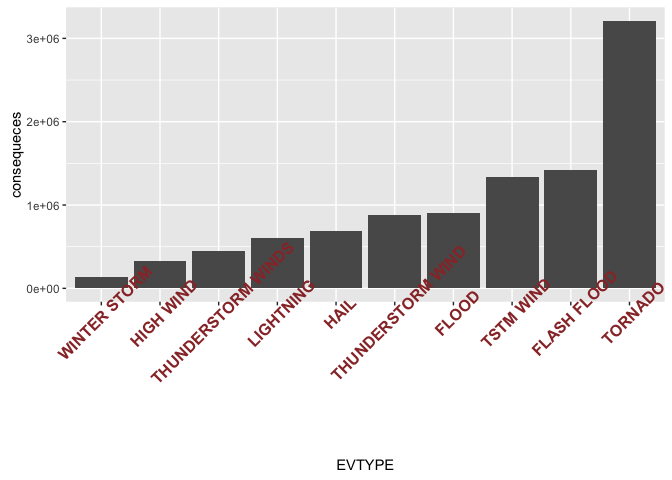 3e+06
2e+06
1e+06
0e+00
consequeces
WINTER STORM
HIGH WIND
THUNDERSTORM WINDS
LIGHTNING
HAIL
THUNDERSTORM WIND
FLOOD
TSTM WIND
FLASH FLOOD
TORNADO
EVTYPE